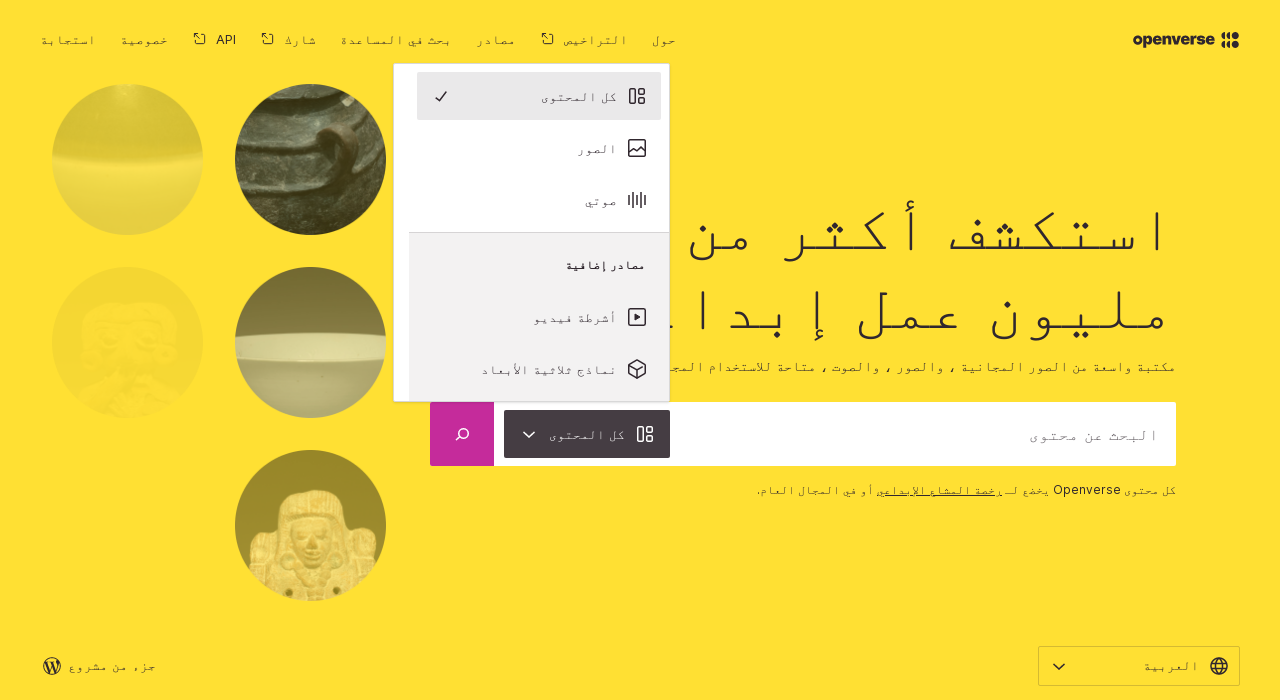 openverse
حول
التراخيص
مصادر
بحث في المساعدة
شارك
API
خصوصية
استجابة
كل المحتوى
الصور
صوتي
مصادر إضافية
أشرطة فيديو
نماذج ثلاثية الأبعاد
استكشف أكثر من
مليون عمل
مكتبة واسعة من الصور المجانية ، والصور ، والصوت ، متاحة للاستخدام
البحث عن محتوى
كل المحتوى
كل محتوى Openverse يخضع لـ رخصة المشاع الإبداعي أو في المجال العام.
العربية
جزء من مشروع